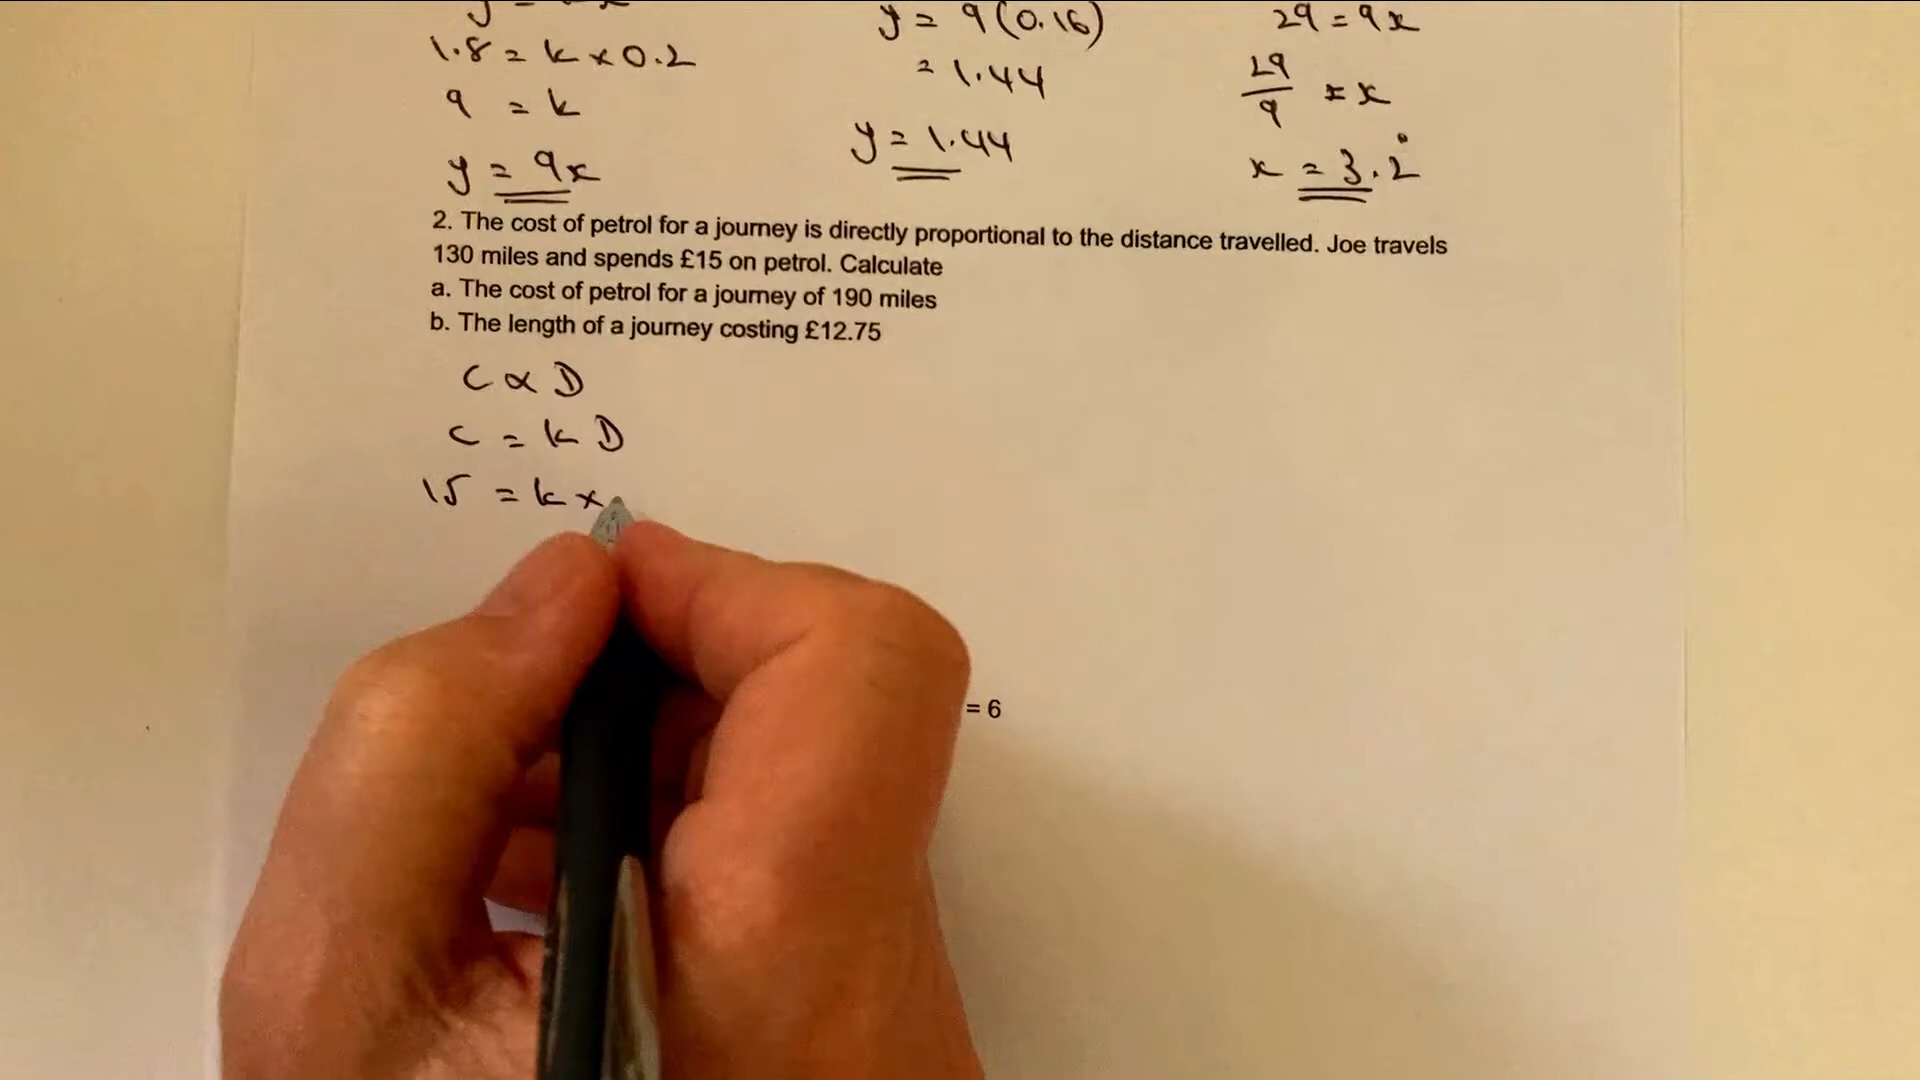 1.8 = k × 0.2
9 = k
y = 9x
y = 9(0.16)
= 1.44
y = 1.44
29 = 9x
29/9 = x
x = 3.2̇
2. The cost of petrol for a journey is directly proportional to the distance travelled. Joe travels
130 miles and spends £15 on petrol. Calculate
a. The cost of petrol for a journey of 190 miles
b. The length of a journey costing £12.75
C ∝ D
C = kD
15 = k ×
= 6